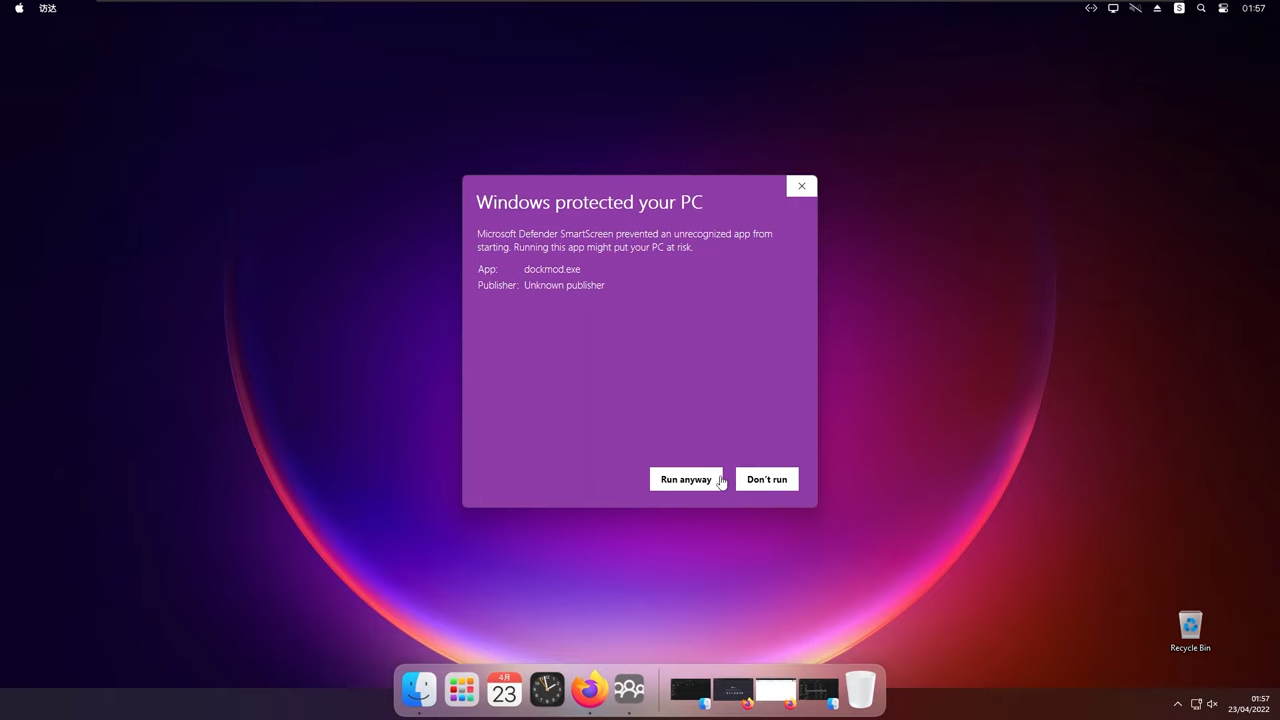 访达
S
01:57
Windows protected your PC
Microsoft Defender SmartScreen prevented an unrecognized app from
starting. Running this app might put your PC at risk.
App: dockmod.exe
Publisher: Unknown publisher
Run anyway
Don't run
Recycle Bin
4月
23
01:57
23/04/2022